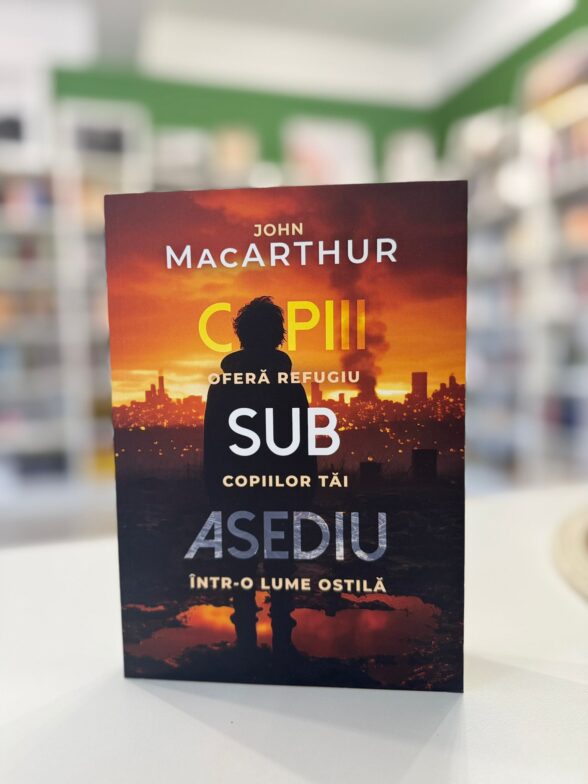 JOHN
MACARTHUR
COPIII
OFERĂ REFUGIU
SUB
COPIILOR TĂI
ASEDIU
ÎNTR-O LUME OSTILĂ